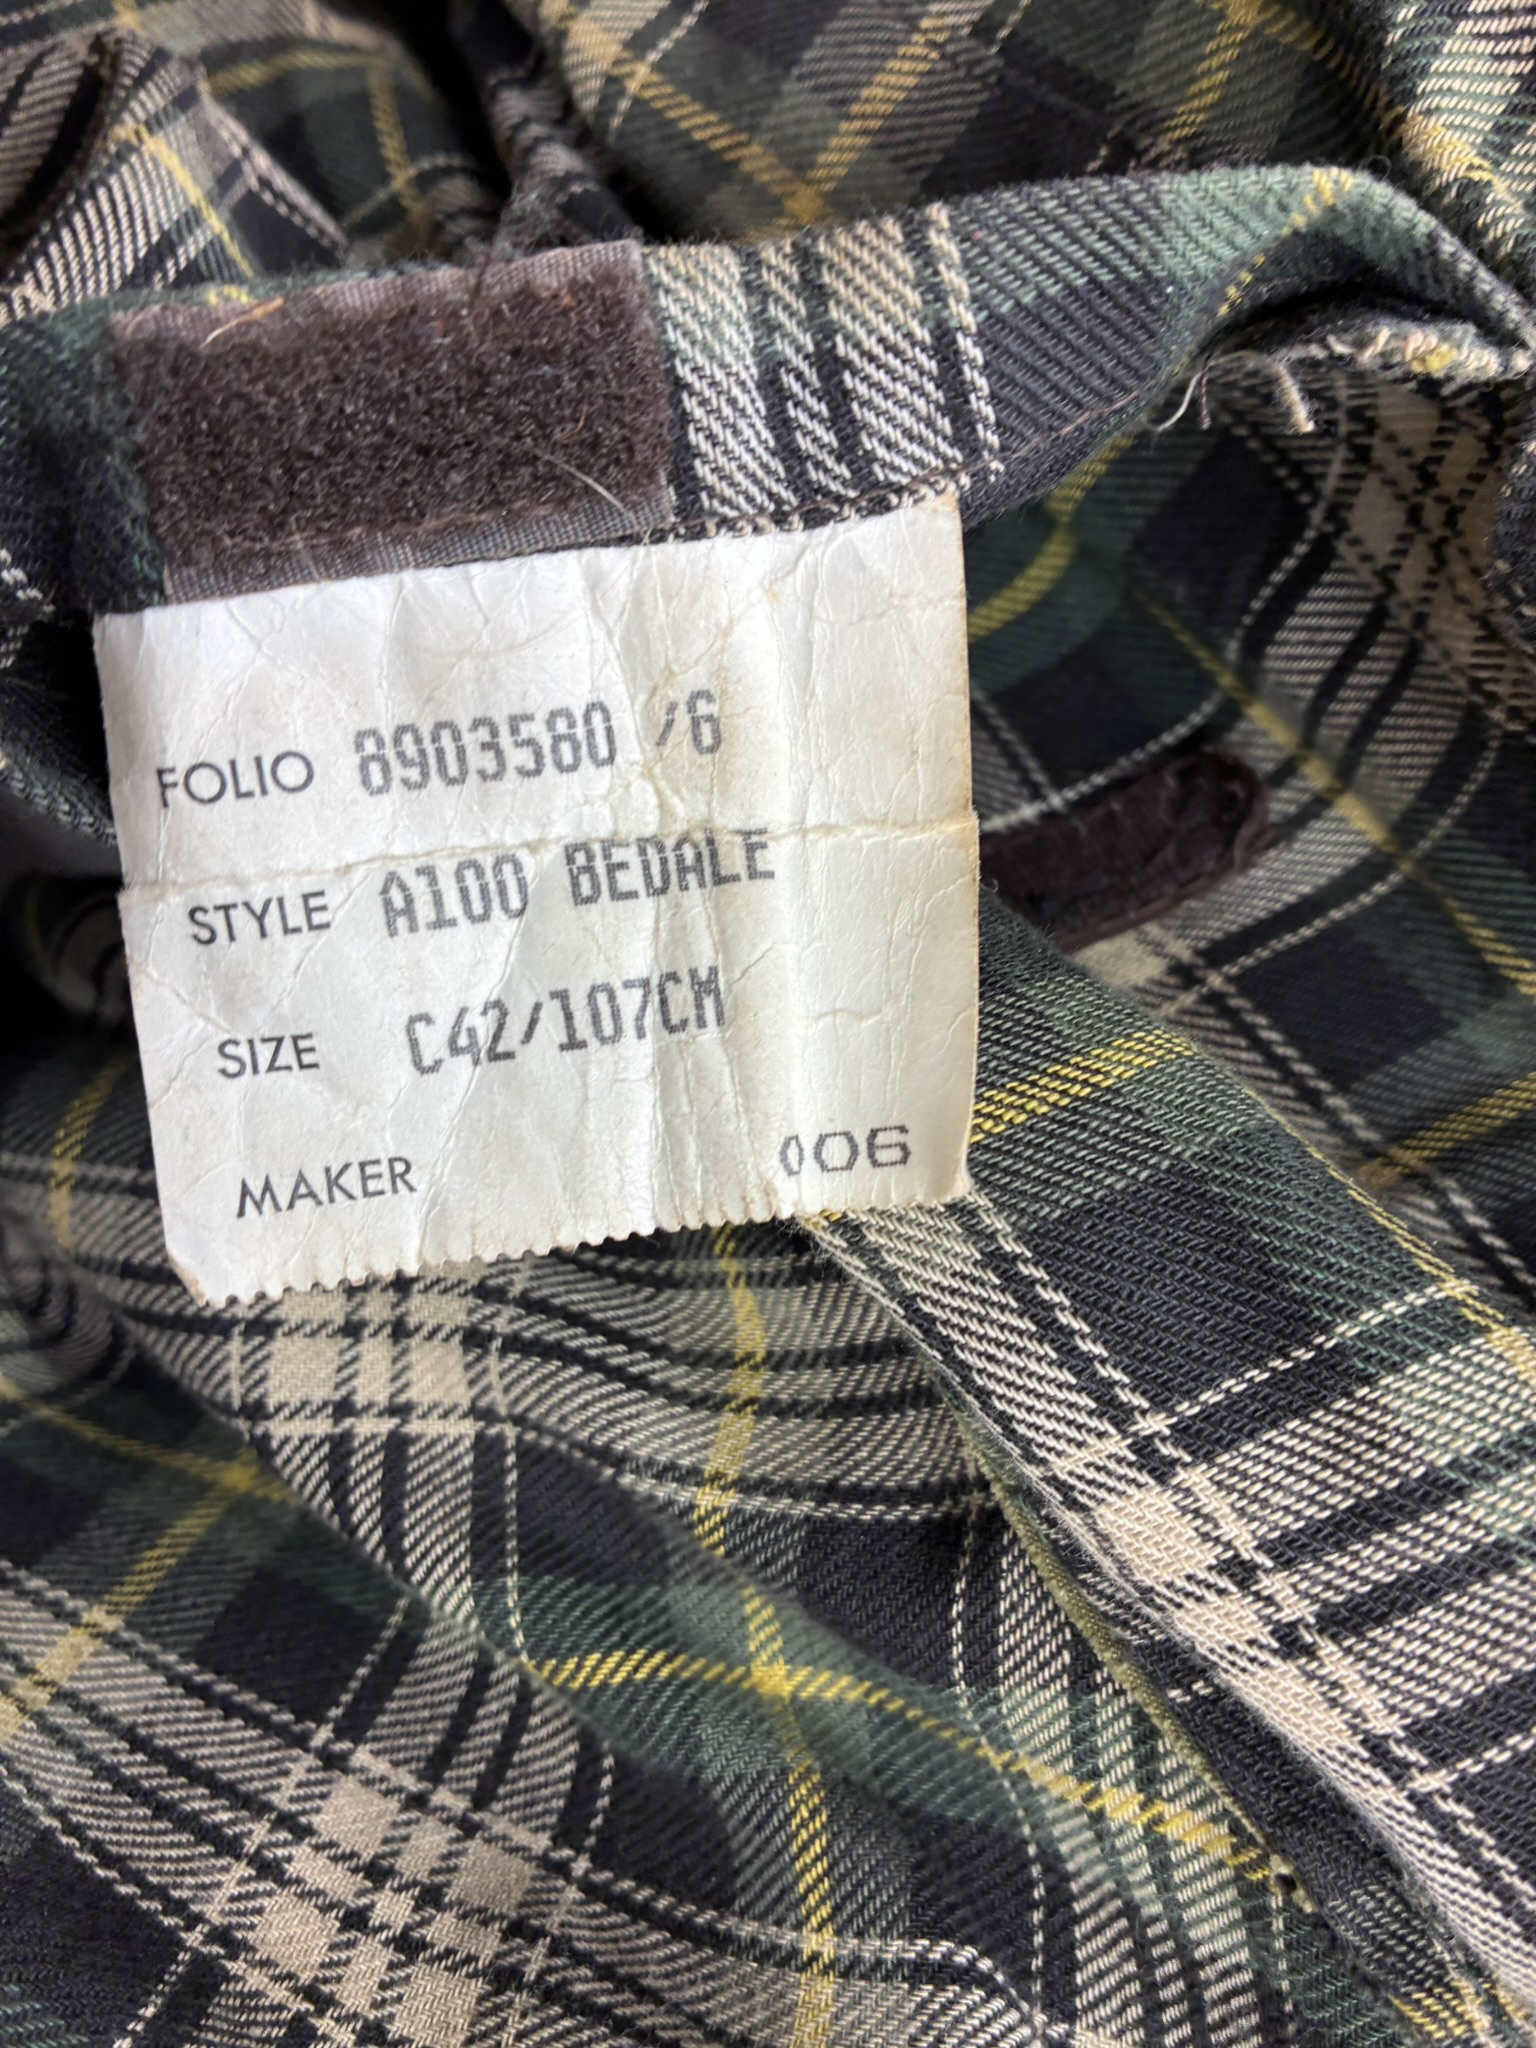 FOLIO 8903580 /6
STYLE A100 BEDALE
SIZE C42/107CM
MAKER 006